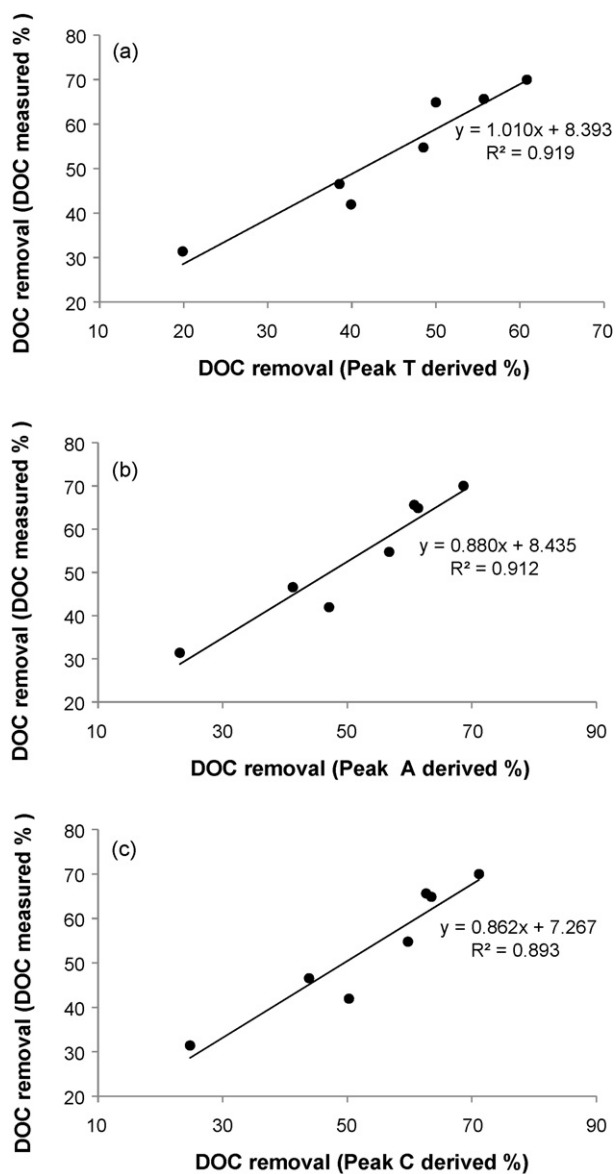 (a)
DOC removal (DOC measured %)
80
70
60
50
40
30
20
y = 1.010x + 8.393
R² = 0.919
10 20 30 40 50 60 70
DOC removal (Peak T derived %)
(b)
DOC removal (DOC measured %)
80
70
60
50
40
30
20
y = 0.880x + 8.435
R² = 0.912
10 30 50 70 90
DOC removal (Peak A derived %)
(c)
DOC removal (DOC measured %)
80
70
60
50
40
30
20
y = 0.862x + 7.267
R² = 0.893
10 30 50 70 90
DOC removal (Peak C derived %)